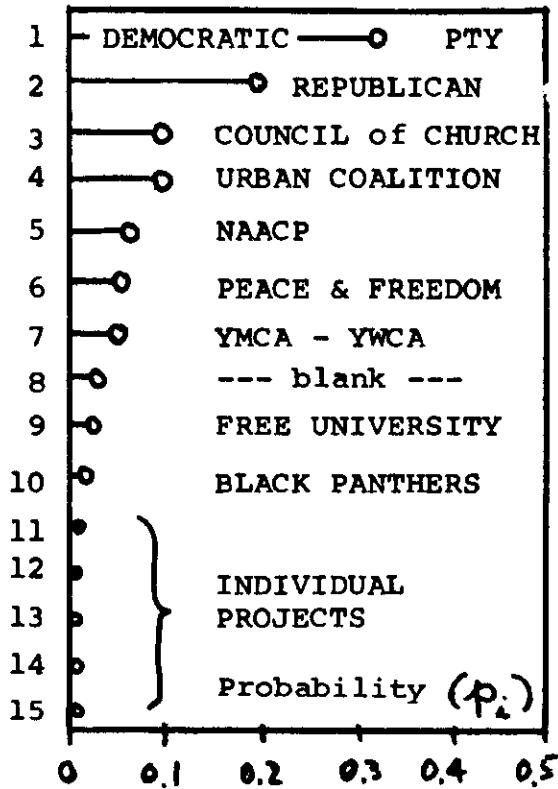 1 DEMOCRATIC PTY
2 REPUBLICAN
3 COUNCIL of CHURCH
4 URBAN COALITION
5 NAACP
6 PEACE & FREEDOM
7 YMCA - YWCA
8 --- blank ---
9 FREE UNIVERSITY
10 BLACK PANTHERS
11
12 INDIVIDUAL
13 PROJECTS
14
15 Probability (pi)
0 0.1 0.2 0.3 0.4 0.5